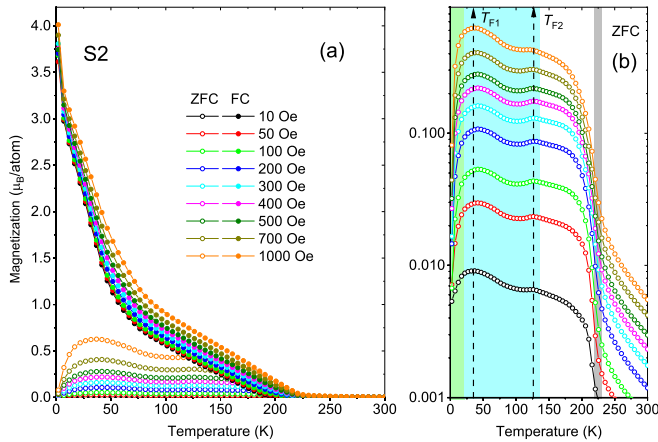 S2
(a)
ZFC FC
10 Oe
50 Oe
100 Oe
200 Oe
300 Oe
400 Oe
500 Oe
700 Oe
1000 Oe
Magnetization (μB/atom)
4.0
3.5
3.0
2.5
2.0
1.5
1.0
0.5
0.0
0 50 100 150 200 250 300
Temperature (K)
TF1
TF2
ZFC
(b)
0.100
0.010
0.001
0 50 100 150 200 250 300
Temperature (K)